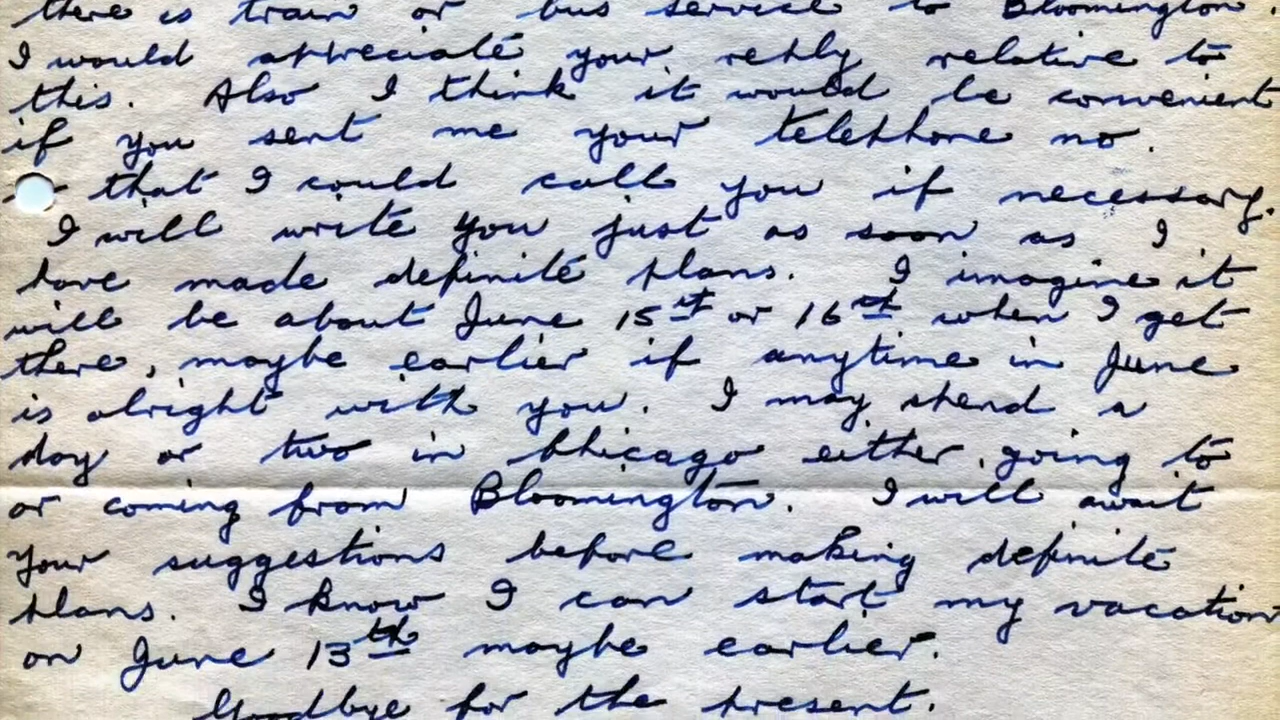 there is train or bus service to Bloomington.
I would appreciate your reply relative to
this. Also I think it would be convenient
if you sent me your telephone no.
that I could call you if necessary.
I will write you just as soon as I
have made definite plans. I imagine it
will be about June 15th or 16th when I get
there, maybe earlier if anytime in June
is alright with you. I may spend a
day or two in Chicago either going to
or coming from Bloomington. I will await
your suggestions before making definite
plans. I know I can start my vacation
on June 13th maybe earlier.
Goodbye for the present.